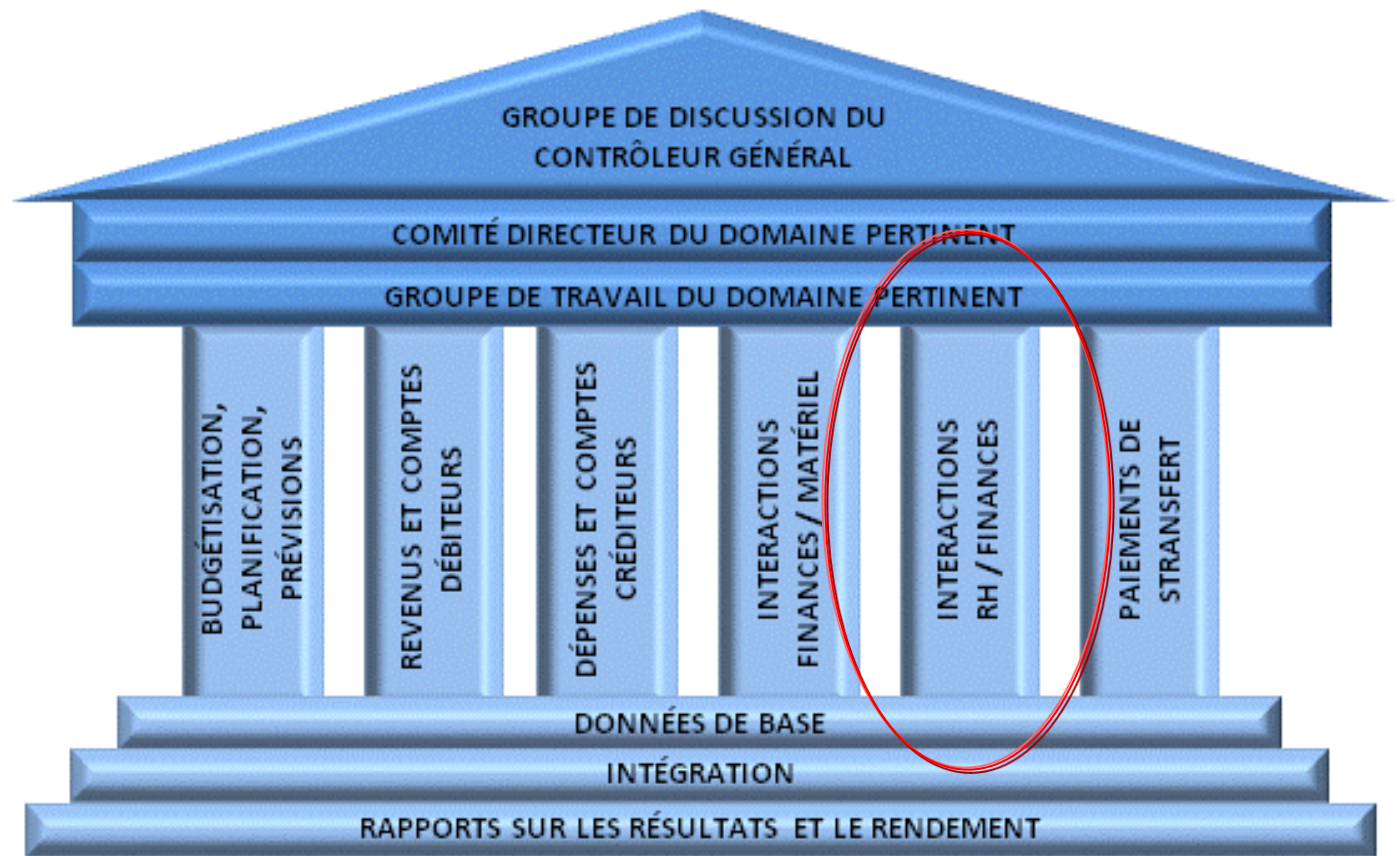 GROUPE DE DISCUSSION DU
CONTRÔLEUR GÉNÉRAL
COMITÉ DIRECTEUR DU DOMAINE PERTINENT
GROUPE DE TRAVAIL DU DOMAINE PERTINENT
BUDGÉTISATION,
PLANIFICATION,
PRÉVISIONS
REVENUS ET COMPTES
DÉBITEURS
DÉPENSES ET COMPTES
CRÉDITEURS
INTERACTIONS
FINANCES / MATÉRIEL
INTERACTIONS
RH / FINANCES
PAIEMENTS DE
STRANSFERT
DONNÉES DE BASE
INTÉGRATION
RAPPORTS SUR LES RÉSULTATS ET LE RENDEMENT